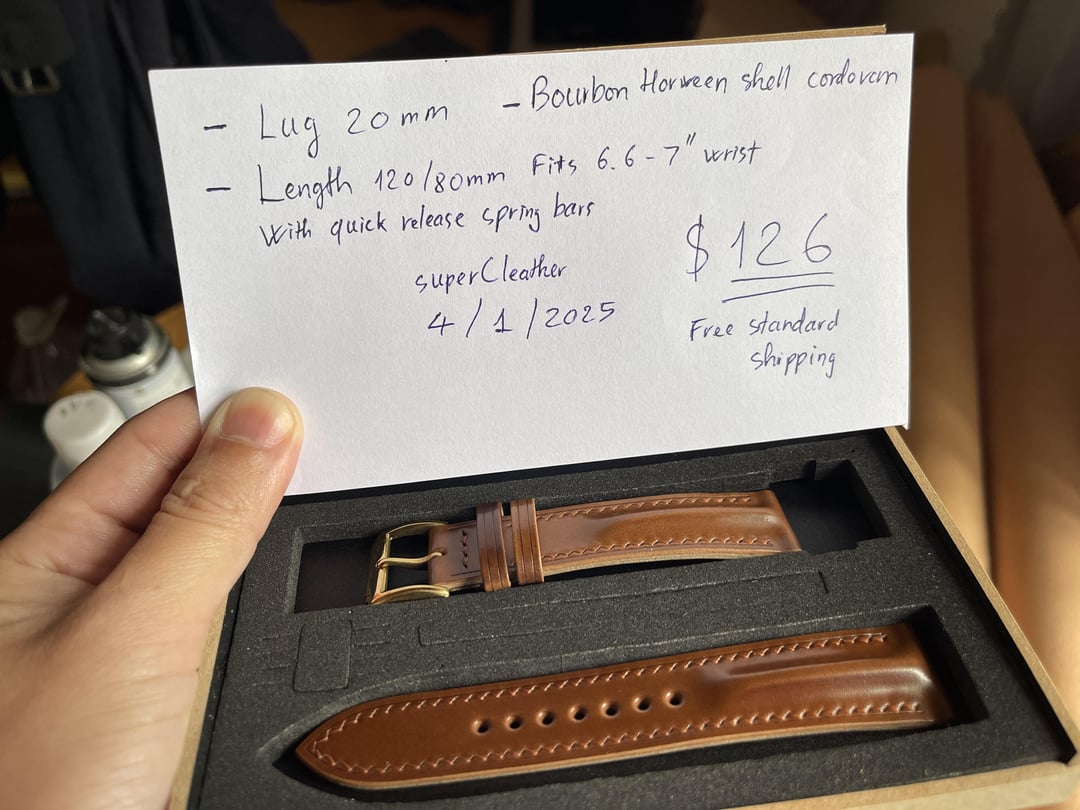 - Lug 20mm
- Bourbon Horween shell cordovan
- Length 120/80mm Fits 6.6-7" wrist
With quick release spring bars
superCleather
4/1/2025
$126
Free standard
shipping